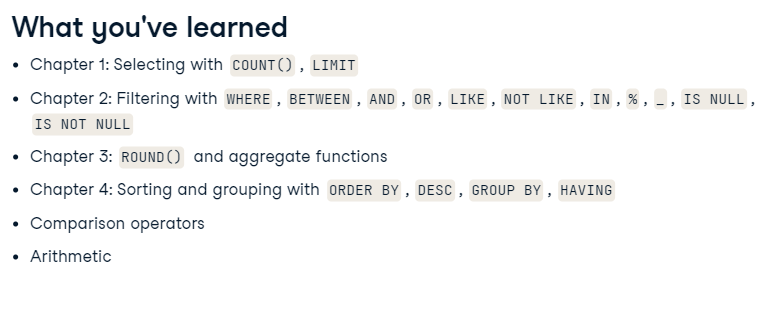 What you've learned
• Chapter 1: Selecting with COUNT() , LIMIT
• Chapter 2: Filtering with WHERE , BETWEEN , AND , OR , LIKE , NOT LIKE , IN , % , _ , IS NULL ,
IS NOT NULL
• Chapter 3: ROUND() and aggregate functions
• Chapter 4: Sorting and grouping with ORDER BY , DESC , GROUP BY , HAVING
• Comparison operators
• Arithmetic